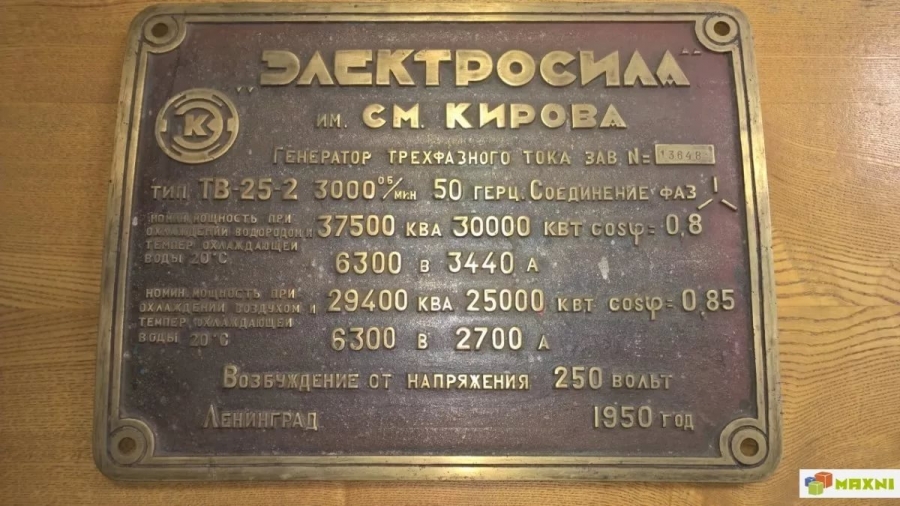 „ЭЛЕКТРОСИЛА"
ИМ. С.М. КИРОВА
К
ГЕНЕРАТОР ТРЕХФАЗНОГО ТОКА ЗАВ. N= 13648
ТИП ТВ-25-2 3000 ОБ/МИН 50 ГЕРЦ. СОЕДИНЕНИЕ ФАЗ
НОМИН. МОЩНОСТЬ ПРИ
ОХЛАЖДЕНИИ ВОДОРОДОМ И
ТЕМПЕР ОХЛАЖДАЮЩЕЙ
ВОДЫ 20°C
37500 КВА 30000 КВТ cosφ= 0,8
6300 В 3440 А
НОМИН. МОЩНОСТЬ ПРИ
ОХЛАЖДЕНИИ ВОЗДУХОМ И
ТЕМПЕР ОХЛАЖДАЮЩЕЙ
ВОДЫ 20°C
29400 КВА 25000 КВТ cosφ= 0,85
6300 В 2700 А
ВОЗБУЖДЕНИЕ ОТ НАПРЯЖЕНИЯ 250 ВОЛЬТ
ЛЕНИНГРАД 1950 ГОД
MAXNI